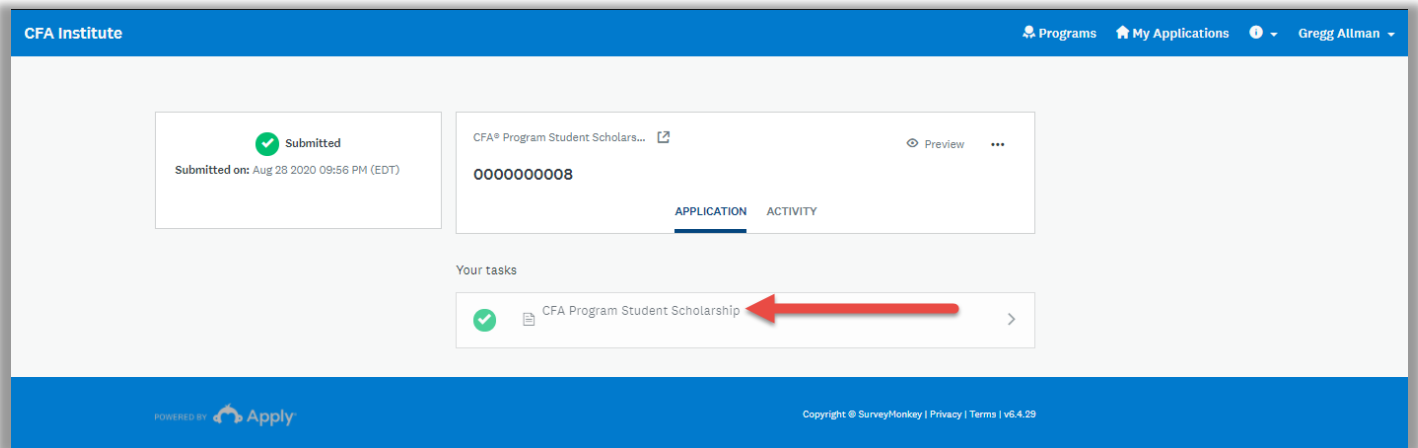 CFA Institute
Programs
My Applications
Gregg Allman
Submitted
Submitted on: Aug 28 2020 09:56 PM (EDT)
CFA® Program Student Scholars...
Preview
0000000008
APPLICATION ACTIVITY
Your tasks
CFA Program Student Scholarship
POWERED BY Apply
Copyright © SurveyMonkey | Privacy | Terms | v6.4.29